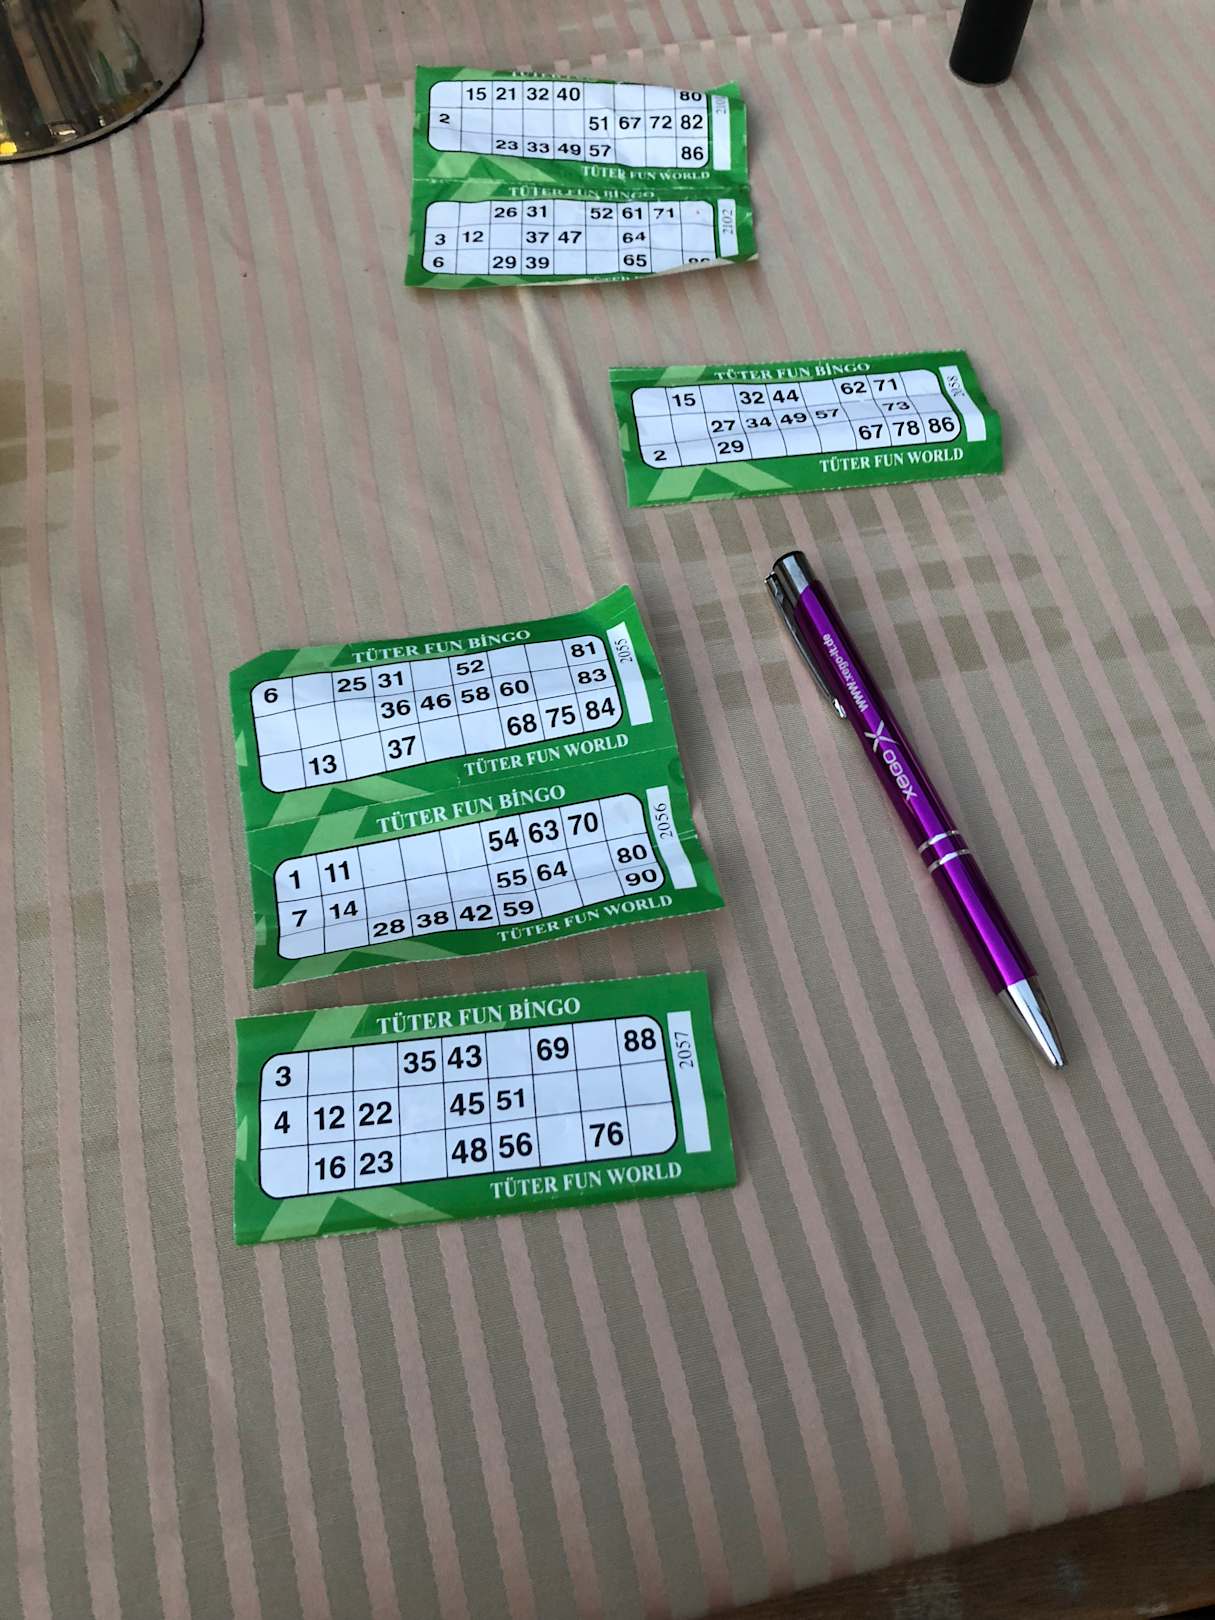 15 21 32 40 80
2 51 67 72 82
23 33 49 57 86
TÜTER FUN WORLD
TÜTER FUN BİNGO
2102
26 31 52 61 71
3 12 37 47 64
6 29 39 65
TÜTER FUN BİNGO
2058
15 32 44 62 71
27 34 49 57 73
2 29 67 78 86
TÜTER FUN WORLD
TÜTER FUN BİNGO
2055
6 25 31 52 81
36 46 58 60 83
13 37 68 75 84
TÜTER FUN WORLD
TÜTER FUN BİNGO
2056
1 11 54 63 70
7 14 55 64 80
28 38 42 59 90
TÜTER FUN WORLD
TÜTER FUN BİNGO
2057
3 35 43 69 88
4 12 22 45 51
16 23 48 56 76
TÜTER FUN WORLD
www.xego-lt.de
xego X